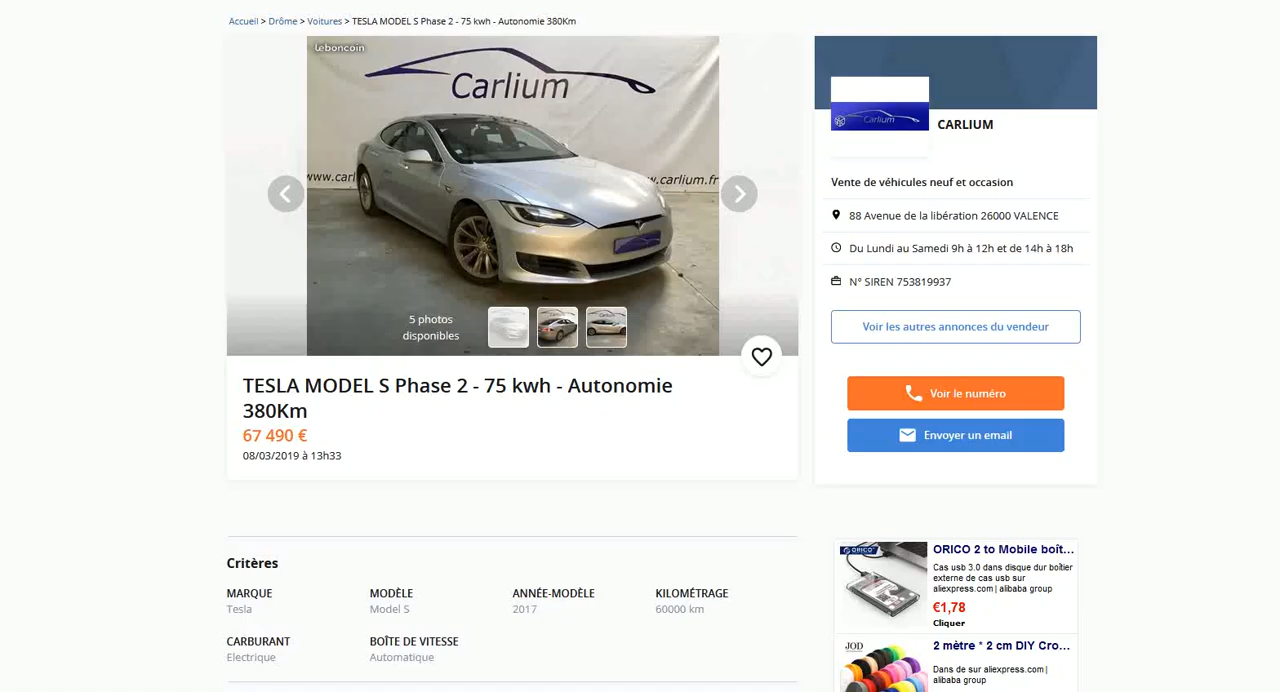 Accueil > Drôme > Voitures > TESLA MODEL S Phase 2 - 75 kwh - Autonomie 380Km
leboncoin
Carlium
www.carl
w.carlium.fr
5 photos
disponibles
TESLA MODEL S Phase 2 - 75 kwh - Autonomie
380Km
67 490 €
08/03/2019 à 13h33
Carlium
CARLIUM
Vente de véhicules neuf et occasion
88 Avenue de la libération 26000 VALENCE
Du Lundi au Samedi 9h à 12h et de 14h à 18h
N° SIREN 753819937
Voir les autres annonces du vendeur
Voir le numéro
Envoyer un email
Critères
MARQUE
Tesla
MODÈLE
Model S
ANNÉE-MODÈLE
2017
KILOMÉTRAGE
60000 km
CARBURANT
Electrique
BOÎTE DE VITESSE
Automatique
ORICO
ORICO 2 to Mobile boît...
Cas usb 3.0 dans disque dur boîtier
externe de cas usb sur
aliexpress.com | alibaba group
€1,78
Cliquer
JOD
2 mètre * 2 cm DIY Cro...
Dans de sur aliexpress.com |
alibaba group